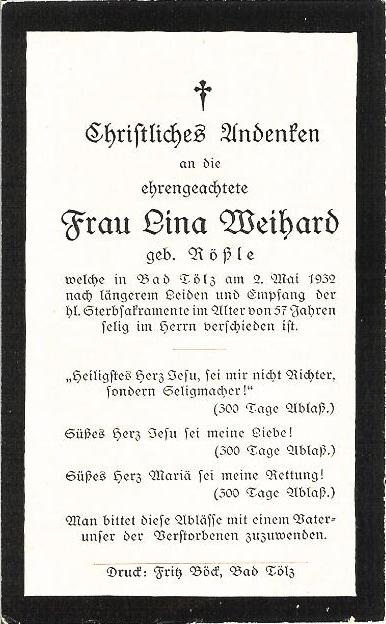 Christliches Andenken
an die
ehrengeachtete
Frau Lina Weihard
geb. Rößle
welche in Bad Tölz am 2. Mai 1932
nach längerem Leiden und Empfang der
hl. Sterbsakramente im Alter von 57 Jahren
selig im Herrn verschieden ist.
„Heiligstes Herz Jesu, sei mir nicht Richter,
sondern Seligmacher!“
(300 Tage Ablaß.)
Süßes Herz Jesu sei meine Liebe!
(300 Tage Ablaß.)
Süßes Herz Mariä sei meine Rettung!
(300 Tage Ablaß.)
Man bittet diese Ablässe mit einem Vater-
unser der Verstorbenen zuzuwenden.
Druck: Fritz Böck, Bad Tölz